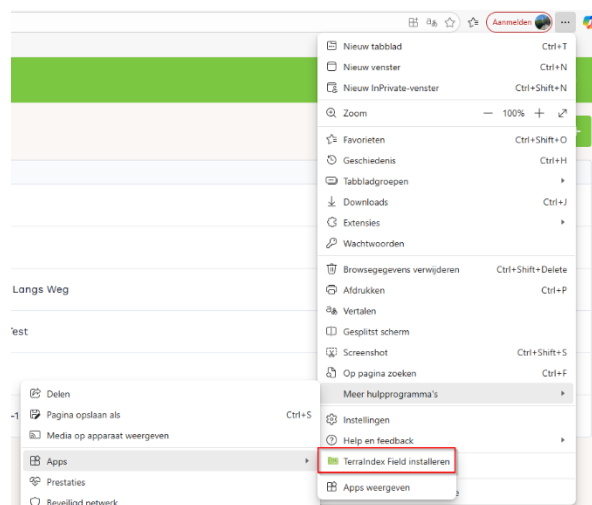 Aanmelden
Nieuw tabblad Ctrl+T
Nieuw venster Ctrl+N
Nieuw InPrivate-venster Ctrl+Shift+N
Zoom 100%
Favorieten Ctrl+Shift+O
Geschiedenis Ctrl+H
Tabbladgroepen
Downloads Ctrl+J
Extensies
Wachtwoorden
Browsegegevens verwijderen Ctrl+Shift+Delete
Langs Weg
Afdrukken Ctrl+P
Vertalen
Gesplitst scherm
Screenshot Ctrl+Shift+S
Op pagina zoeken Ctrl+F
Meer hulpprogramma's
Delen
Pagina opslaan als Ctrl+S
Instellingen
Media op apparaat weergeven
Help en feedback
Apps
TerraIndex Field installeren
Prestaties
Apps weergeven
Beveiligd netwerk